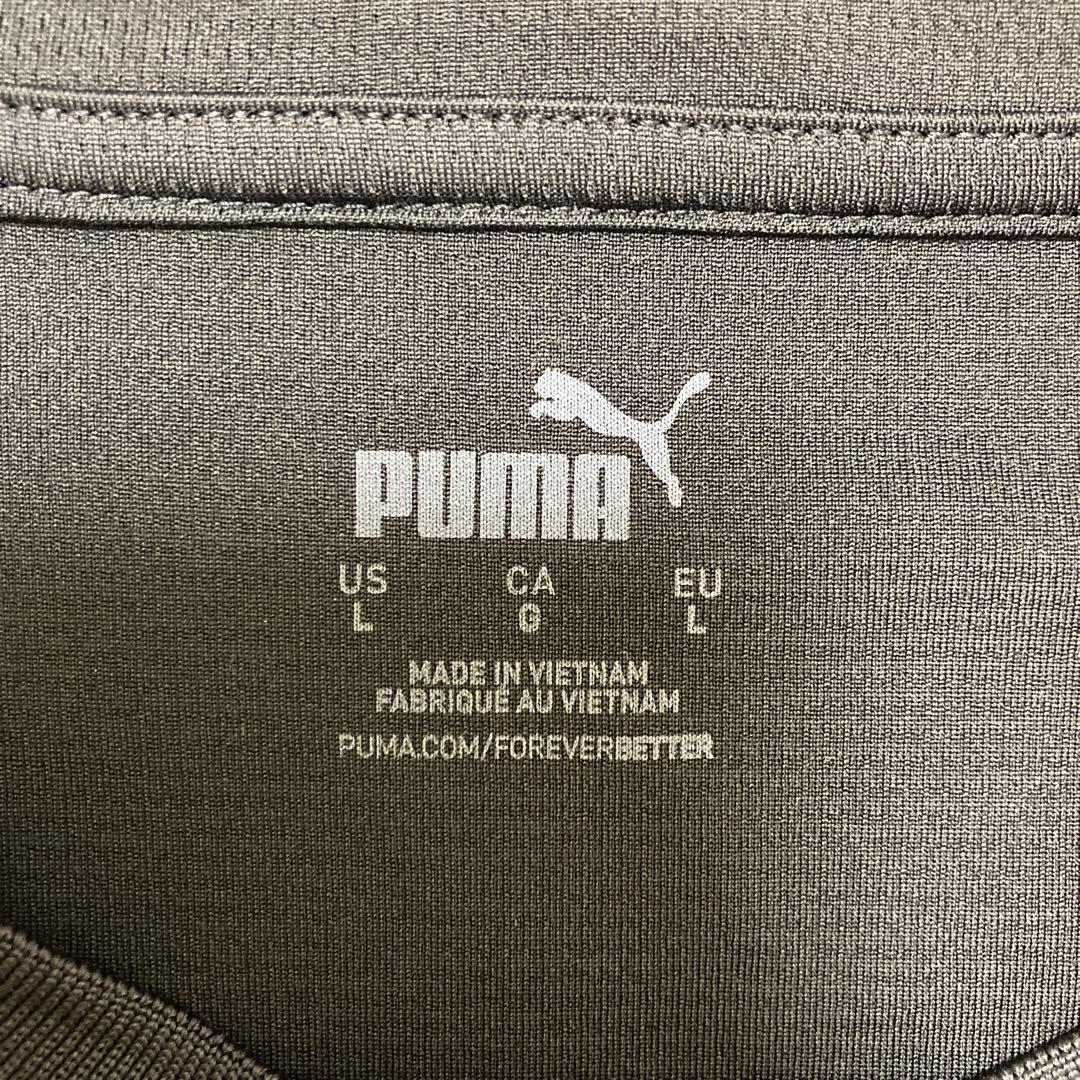 PUMA
US CA EU
L G L
MADE IN VIETNAM
FABRIQUÉ AU VIETNAM
PUMA.COM/FOREVERBETTER